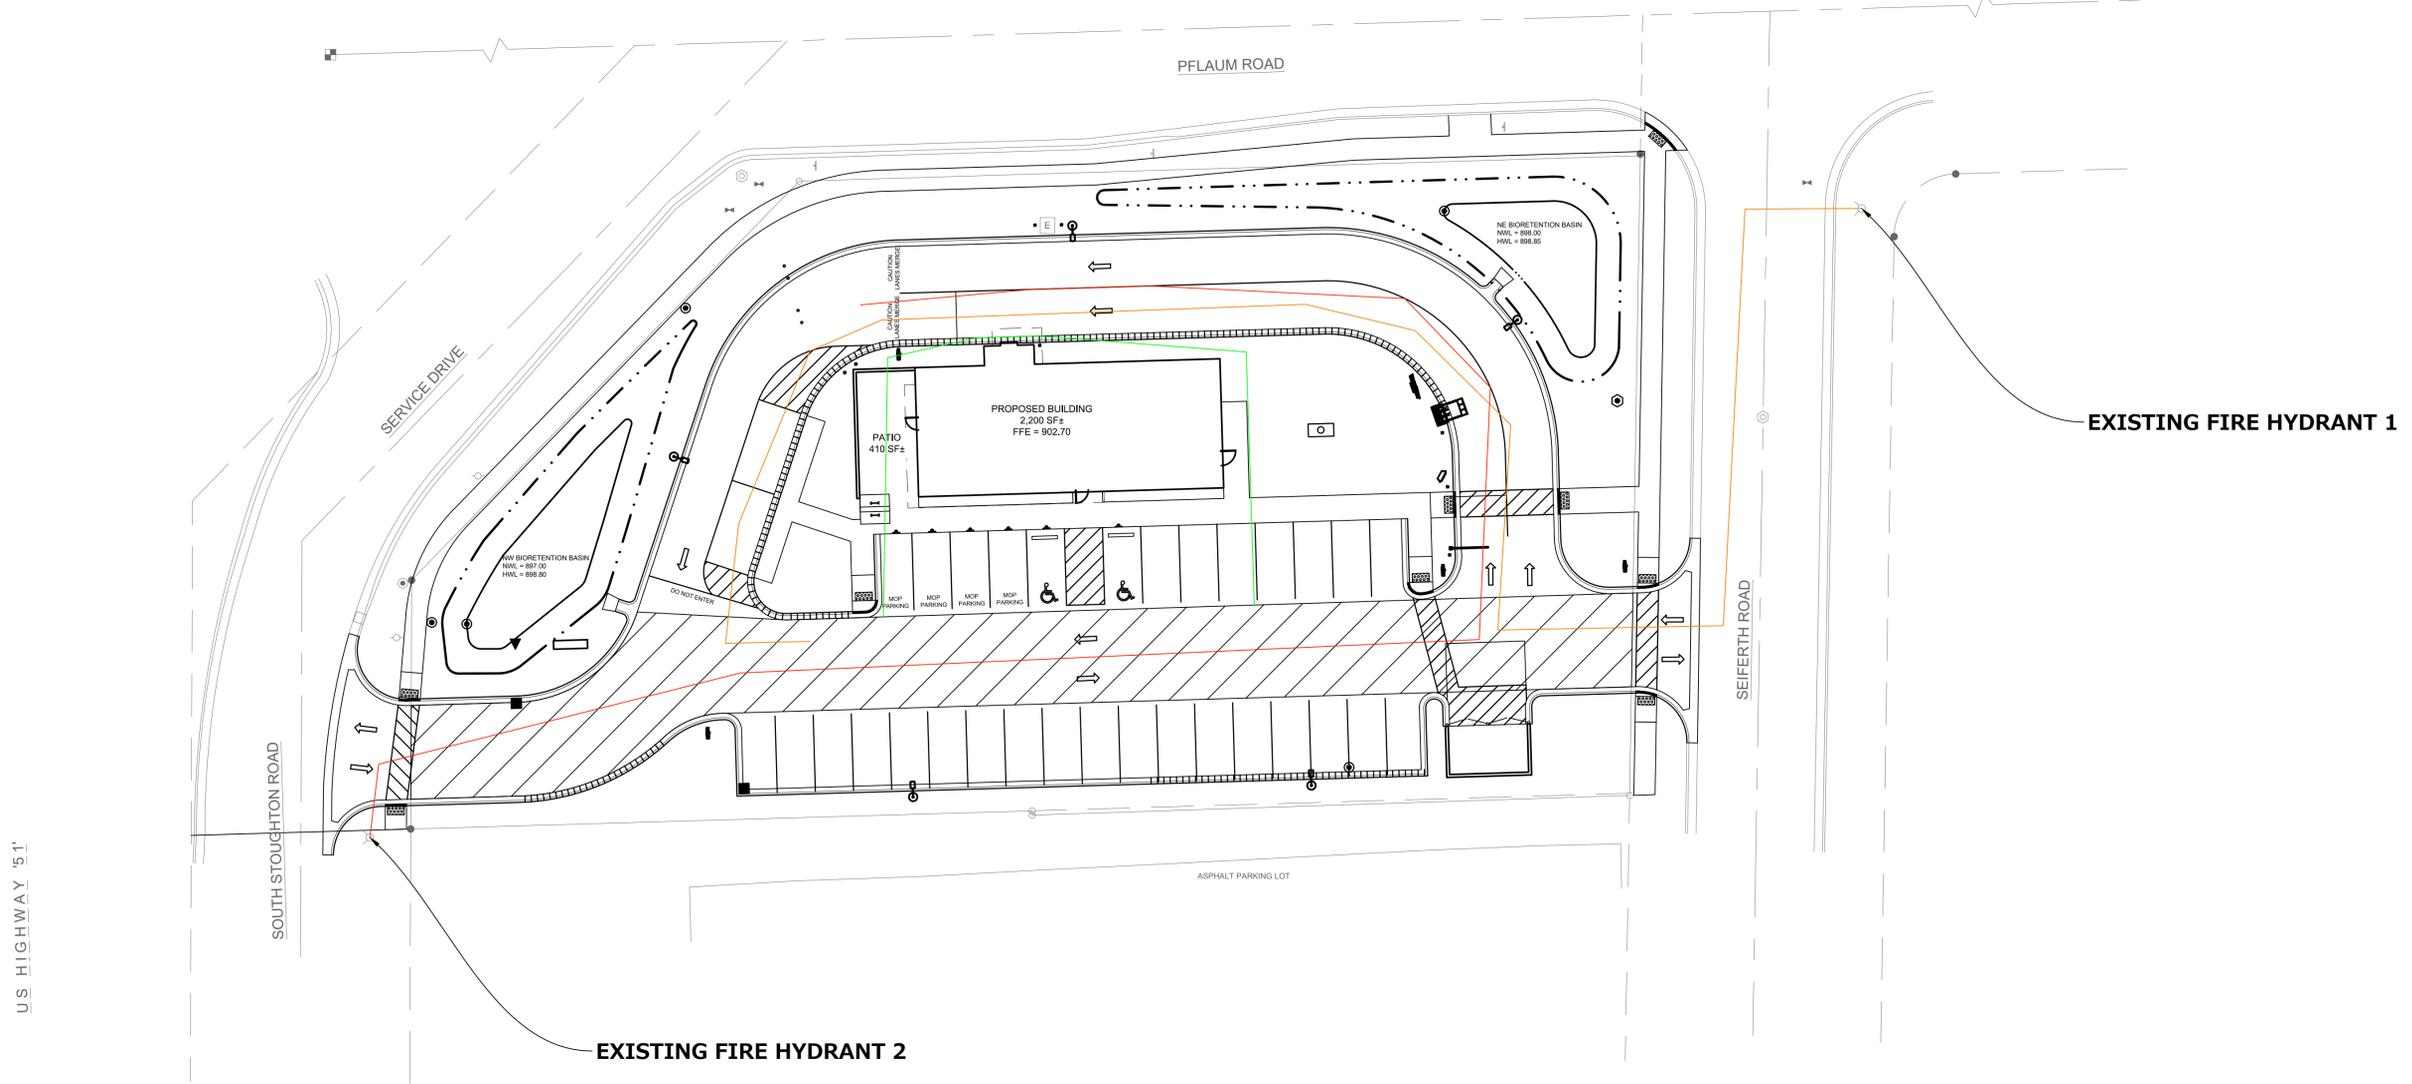 PFLAUM ROAD
E
NE BIORETENTION BASIN
NWL = 898.00
HWL = 898.85
CAUTION
LANES MERGE
CAUTION
LANES MERGE
SERVICE DRIVE
PROPOSED BUILDING
2,200 SF±
FFE = 902.70
PATIO
410 SF±
EXISTING FIRE HYDRANT 1
NW BIORETENTION BASIN
NWL = 897.00
HWL = 898.80
DO NOT ENTER
MOP
PARKING
MOP
PARKING
MOP
PARKING
MOP
PARKING
SEIFERTH ROAD
SOUTH STOUGHTON ROAD
US HIGHWAY '51'
ASPHALT PARKING LOT
EXISTING FIRE HYDRANT 2